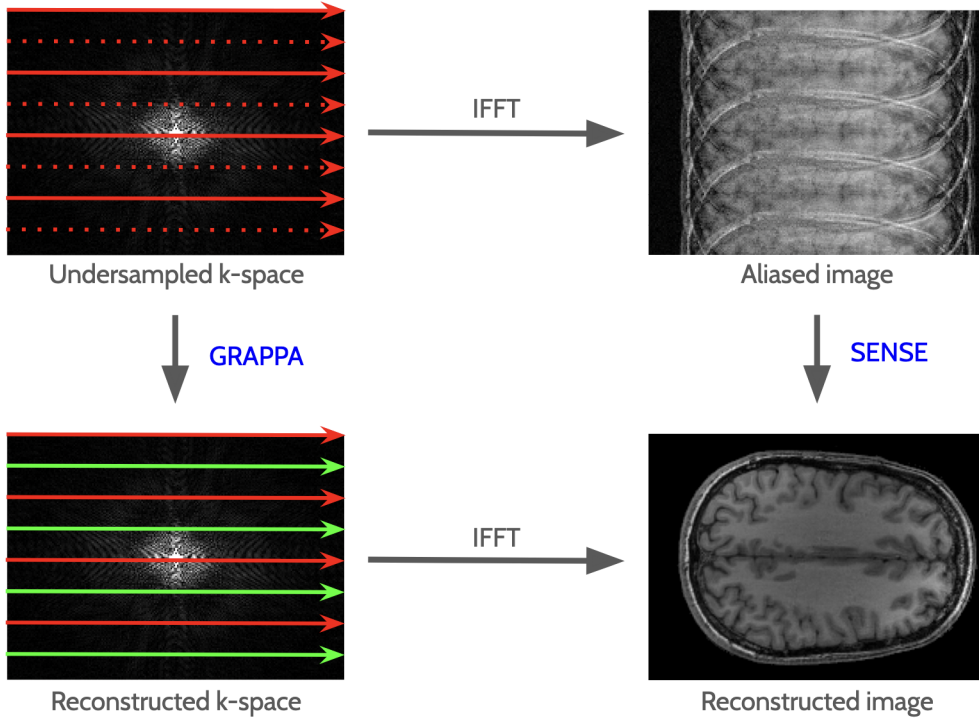 IFFT
Undersampled k-space
Aliased image
GRAPPA
SENSE
IFFT
Reconstructed k-space
Reconstructed image